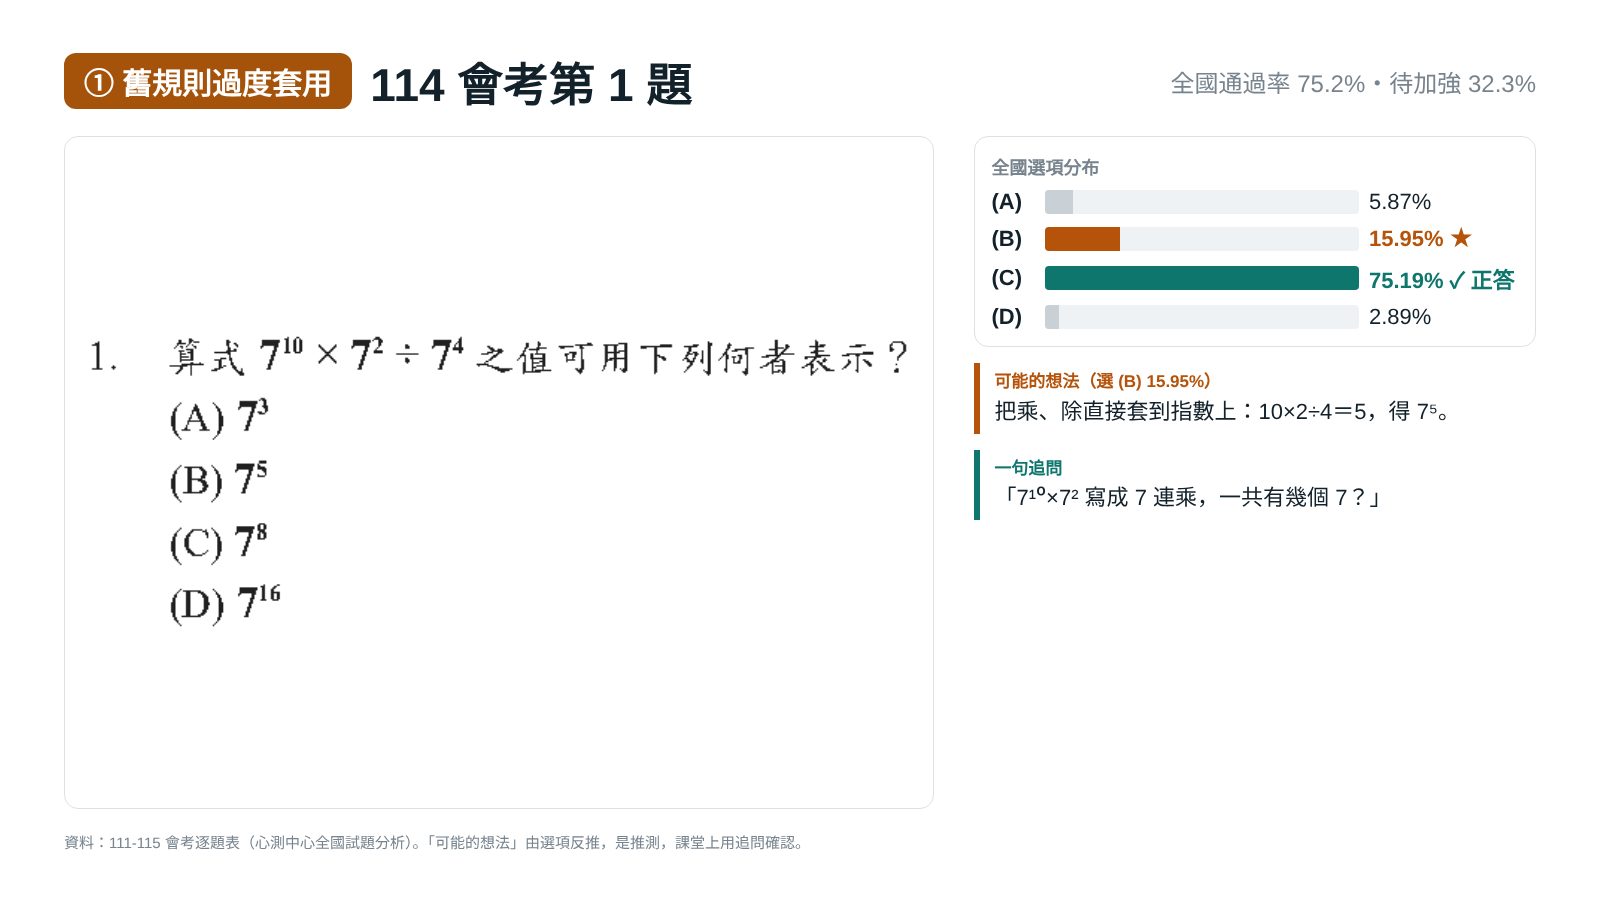 ① 舊規則過度套用 114 會考第 1 題
全國通過率 75.2%・待加強 32.3%
1. 算式 7¹⁰ × 7² ÷ 7⁴ 之值可用下列何者表示？
(A) 7³
(B) 7⁵
(C) 7⁸
(D) 7¹⁶
全國選項分布
(A) 5.87%
(B) 15.95% ★
(C) 75.19% ✓ 正答
(D) 2.89%
可能的想法（選 (B) 15.95%）
把乘、除直接套到指數上：10×2÷4＝5，得 7⁵。
一句追問
「7¹⁰×7² 寫成 7 連乘，一共有幾個 7？」
資料：111-115 會考逐題表（心測中心全國試題分析）。「可能的想法」由選項反推，是推測，課堂上用追問確認。